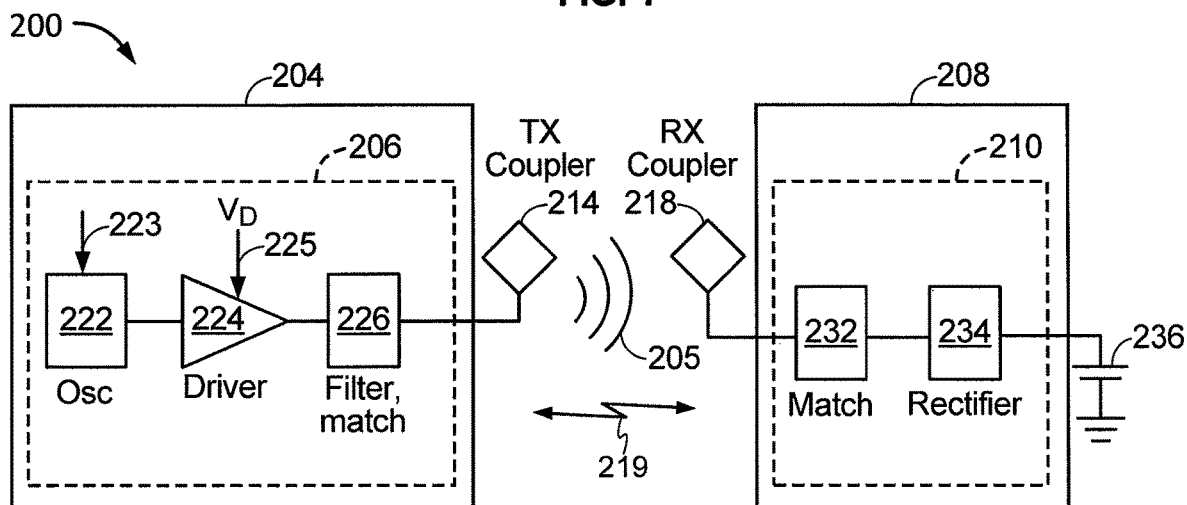 200
204
208
TX
Coupler
RX
Coupler
206
210
214
218
223
V_D
225
222
224
226
232
234
236
205
Osc
Driver
Filter,
match
Match
Rectifier
219